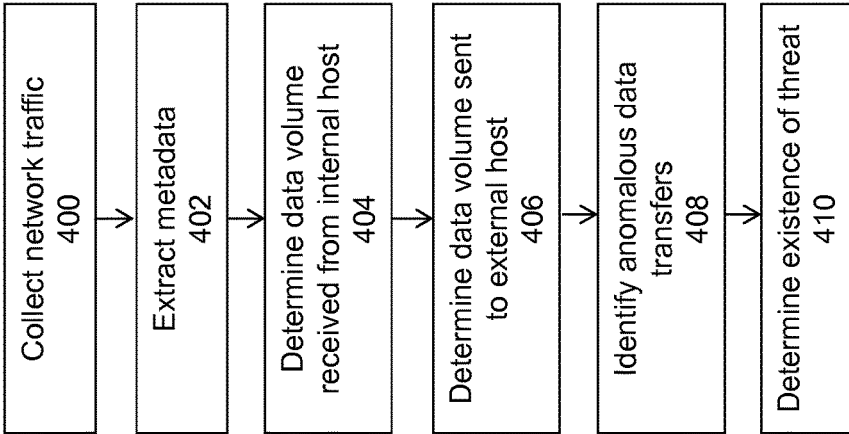 Collect network traffic
400
Extract metadata
402
Determine data volume
received from internal host
404
Determine data volume sent
to external host
406
Identify anomalous data
transfers
408
Determine existence of threat
410